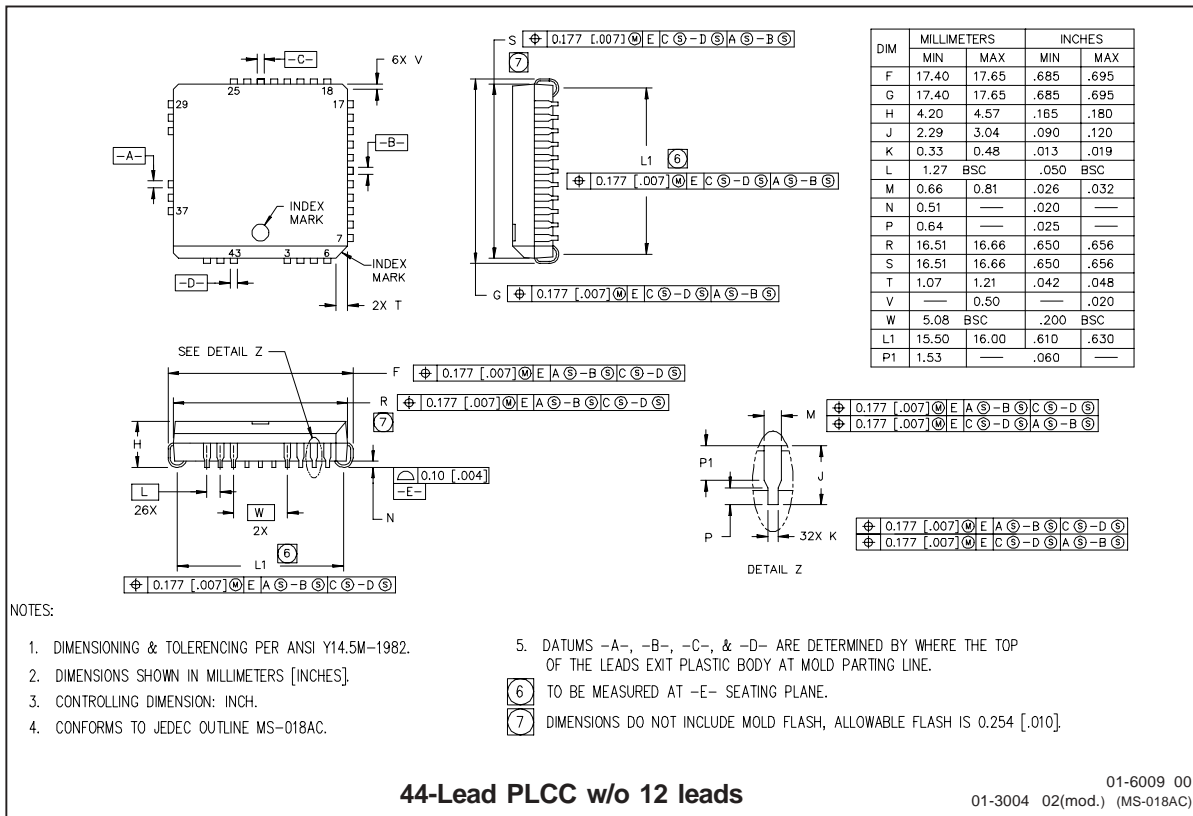 -C-
6X V
25
18
29
17
-A-
-B-
37
INDEX
MARK
7
43
3
6
INDEX
MARK
-D-
2X T
S ⌖ 0.177 [.007] Ⓜ E C Ⓢ -D Ⓢ A Ⓢ -B Ⓢ
7
L1 6
⌖ 0.177 [.007] Ⓜ E C Ⓢ -D Ⓢ A Ⓢ -B Ⓢ
G ⌖ 0.177 [.007] Ⓜ E C Ⓢ -D Ⓢ A Ⓢ -B Ⓢ
DIM MILLIMETERS INCHES
MIN MAX MIN MAX
F 17.40 17.65 .685 .695
G 17.40 17.65 .685 .695
H 4.20 4.57 .165 .180
J 2.29 3.04 .090 .120
K 0.33 0.48 .013 .019
L 1.27 BSC .050 BSC
M 0.66 0.81 .026 .032
N 0.51 — .020 —
P 0.64 — .025 —
R 16.51 16.66 .650 .656
S 16.51 16.66 .650 .656
T 1.07 1.21 .042 .048
V — 0.50 — .020
W 5.08 BSC .200 BSC
L1 15.50 16.00 .610 .630
P1 1.53 — .060 —
SEE DETAIL Z
F ⌖ 0.177 [.007] Ⓜ E A Ⓢ -B Ⓢ C Ⓢ -D Ⓢ
R ⌖ 0.177 [.007] Ⓜ E A Ⓢ -B Ⓢ C Ⓢ -D Ⓢ
7
H
⌓ 0.10 [.004]
-E-
L
26X
W
2X
N
6
L1
⌖ 0.177 [.007] Ⓜ E A Ⓢ -B Ⓢ C Ⓢ -D Ⓢ
M
⌖ 0.177 [.007] Ⓜ E A Ⓢ -B Ⓢ C Ⓢ -D Ⓢ
⌖ 0.177 [.007] Ⓜ E C Ⓢ -D Ⓢ A Ⓢ -B Ⓢ
P1
J
P
32X K
⌖ 0.177 [.007] Ⓜ E A Ⓢ -B Ⓢ C Ⓢ -D Ⓢ
⌖ 0.177 [.007] Ⓜ E C Ⓢ -D Ⓢ A Ⓢ -B Ⓢ
DETAIL Z
NOTES:
1. DIMENSIONING & TOLERENCING PER ANSI Y14.5M-1982.
2. DIMENSIONS SHOWN IN MILLIMETERS [INCHES].
3. CONTROLLING DIMENSION: INCH.
4. CONFORMS TO JEDEC OUTLINE MS-018AC.
5. DATUMS -A-, -B-, -C-, & -D- ARE DETERMINED BY WHERE THE TOP
OF THE LEADS EXIT PLASTIC BODY AT MOLD PARTING LINE.
6 TO BE MEASURED AT -E- SEATING PLANE.
7 DIMENSIONS DO NOT INCLUDE MOLD FLASH, ALLOWABLE FLASH IS 0.254 [.010].
44-Lead PLCC w/o 12 leads
01-6009 00
01-3004 02(mod.) (MS-018AC)